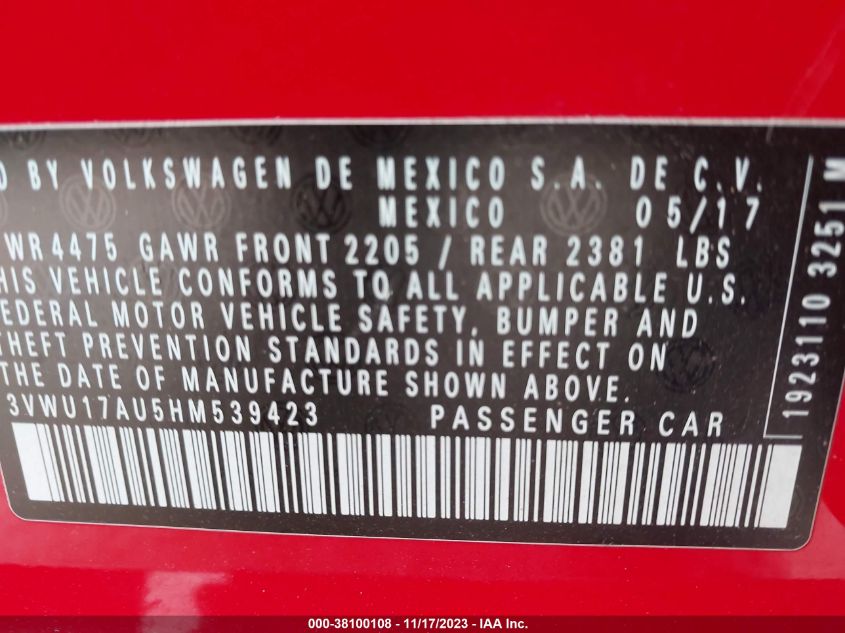 BY VOLKSWAGEN DE MEXICO S.A. DE C.V.
MEXICO 05/17
WR4475 GAWR FRONT 2205 / REAR 2381 LBS
HIS VEHICLE CONFORMS TO ALL APPLICABLE U.S.
EDERAL MOTOR VEHICLE SAFETY, BUMPER AND
THEFT PREVENTION STANDARDS IN EFFECT ON
THE DATE OF MANUFACTURE SHOWN ABOVE.
3VWU17AU5HM539423 PASSENGER CAR
1923110 3251 M
000-38100108 - 11/17/2023 - IAA Inc.